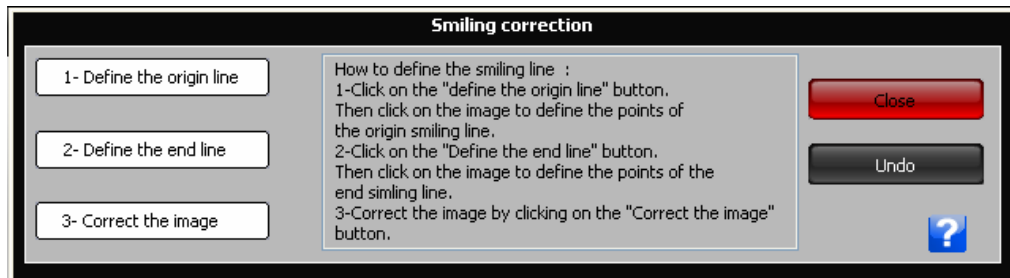 Smiling correction
1- Define the origin line
2- Define the end line
3- Correct the image
How to define the smiling line :
1-Click on the "define the origin line" button.
Then click on the image to define the points of
the origin smiling line.
2-Click on the "Define the end line" button.
Then click on the image to define the points of the
end simling line.
3-Correct the image by clicking on the "Correct the image"
button.
Close
Undo
?